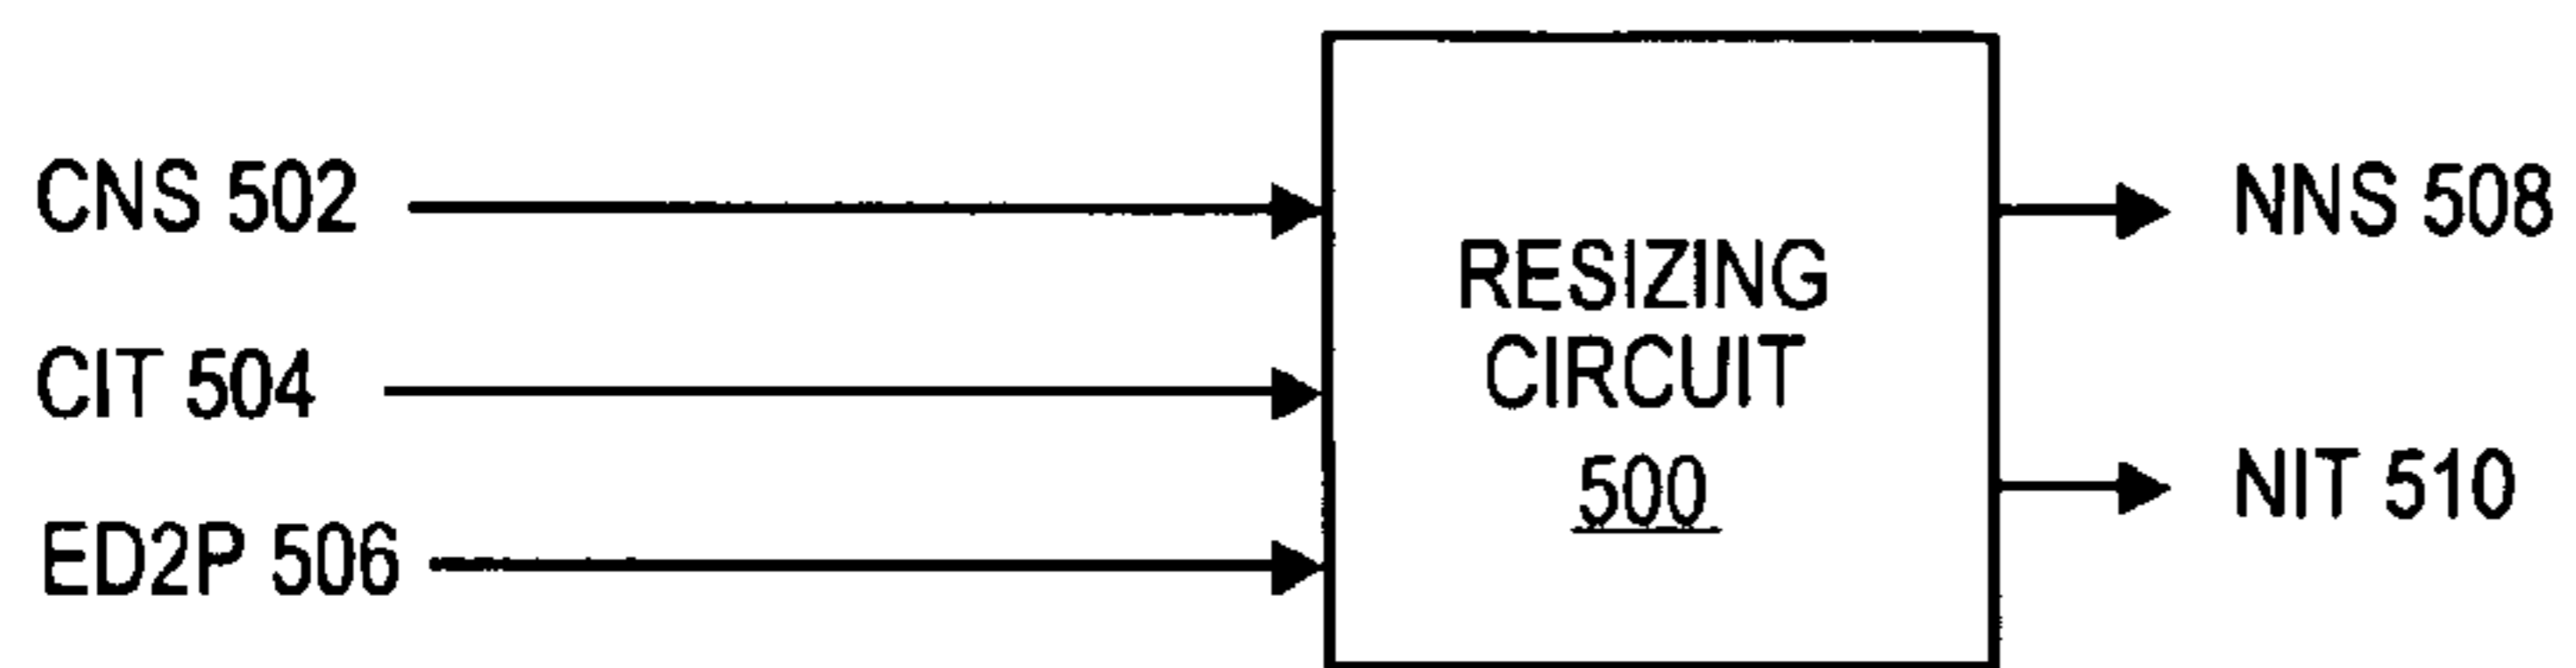 CNS 502
CIT 504
ED2P 506
RESIZING
CIRCUIT
500
NNS 508
NIT 510